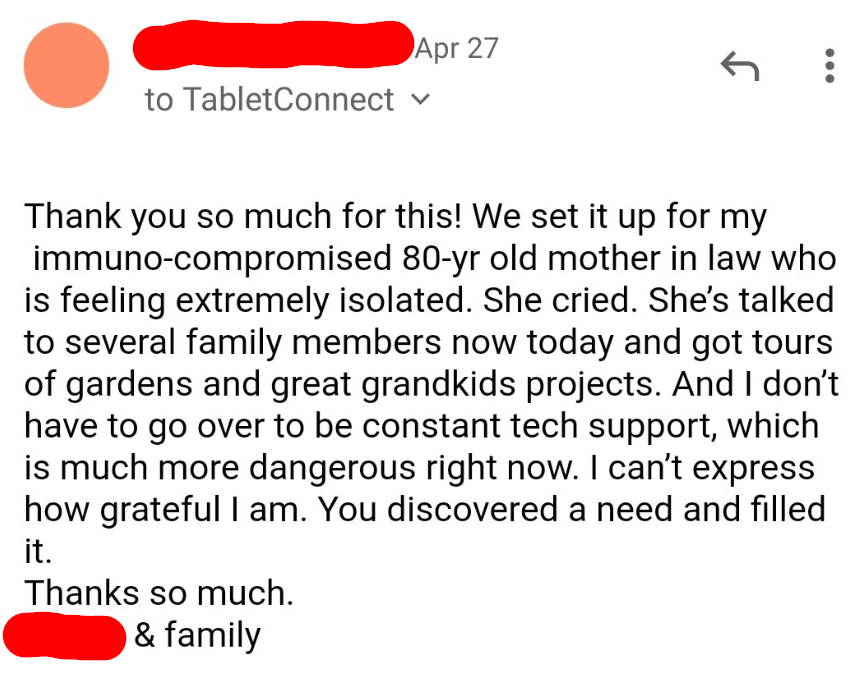 Apr 27
to TabletConnect
Thank you so much for this! We set it up for my
immuno-compromised 80-yr old mother in law who
is feeling extremely isolated. She cried. She's talked
to several family members now today and got tours
of gardens and great grandkids projects. And I don't
have to go over to be constant tech support, which
is much more dangerous right now. I can't express
how grateful I am. You discovered a need and filled
it.
Thanks so much.
& family